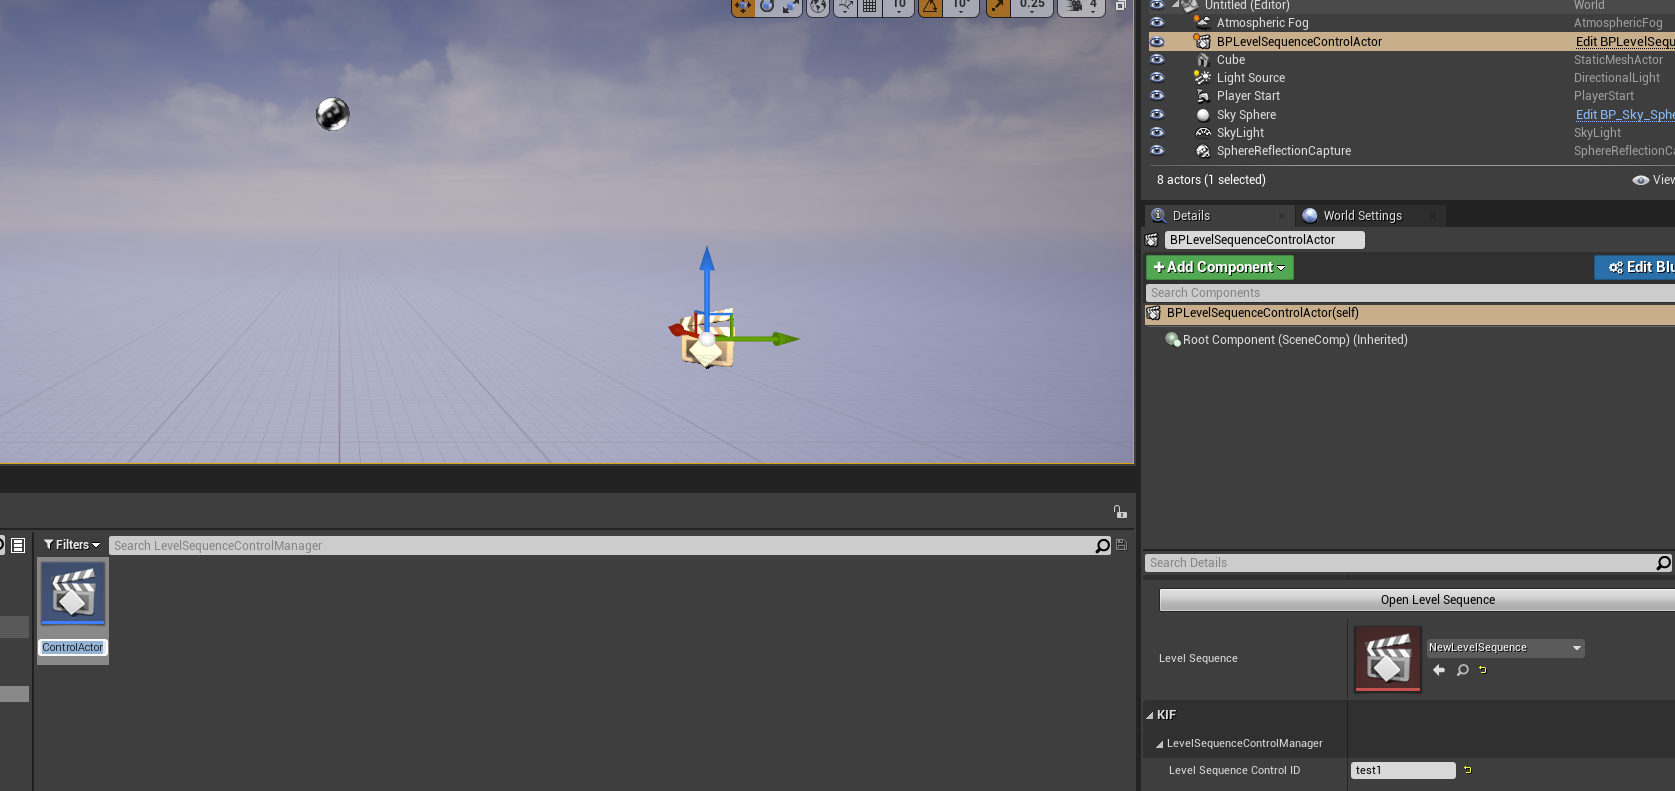 10
10°
0.25
4
Untitled (Editor)
World
Atmospheric Fog
AtmosphericFog
BPLevelSequenceControlActor
Edit BPLevelSequ
Cube
StaticMeshActor
Light Source
DirectionalLight
Player Start
PlayerStart
Sky Sphere
Edit BP_Sky_Sphe
SkyLight
SkyLight
SphereReflectionCapture
SphereReflectionCa
8 actors (1 selected)
View
Details
World Settings
BPLevelSequenceControlActor
+Add Component
Edit Blu
Search Components
BPLevelSequenceControlActor(self)
Root Component (SceneComp) (Inherited)
Filters
Search LevelSequenceControlManager
ControlActor
Search Details
Open Level Sequence
Level Sequence
NewLevelSequence
KIF
LevelSequenceControlManager
Level Sequence Control ID
test1